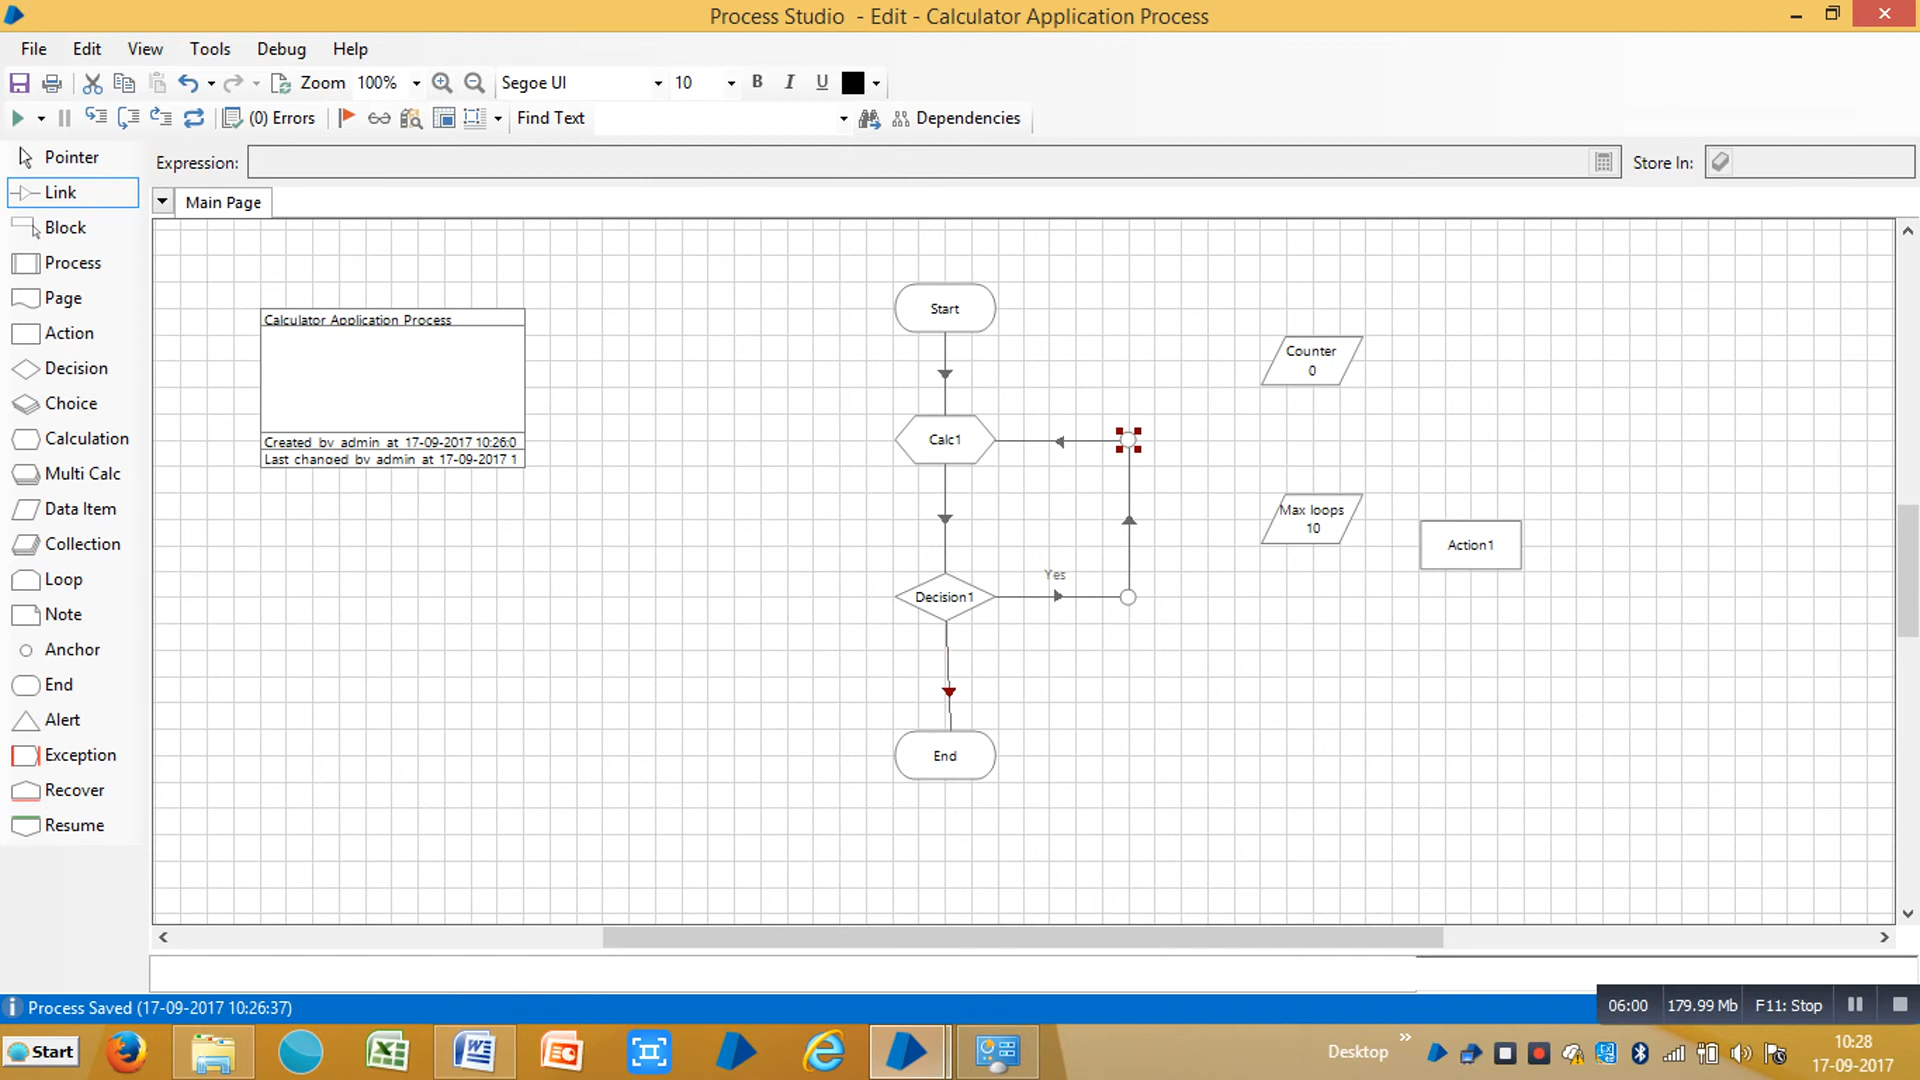 Process Studio - Edit - Calculator Application Process
File Edit View Tools Debug Help
Zoom 100% Segoe UI 10 B I U
(0) Errors Find Text Dependencies
Pointer
Expression: Store In:
Link
Main Page
Block
Process
Page
Action
Decision
Choice
Calculation
Multi Calc
Data Item
Collection
Loop
Note
Anchor
End
Alert
Exception
Recover
Resume
Calculator Application Process
Created by admin at 17-09-2017 10:26:0
Last changed by admin at 17-09-2017 1
Start
Counter
0
Calc1
Max loops
10
Action1
Yes
Decision1
End
Process Saved (17-09-2017 10:26:37)
06:00 179.99 Mb F11: Stop
Start
Desktop
10:28
17-09-2017